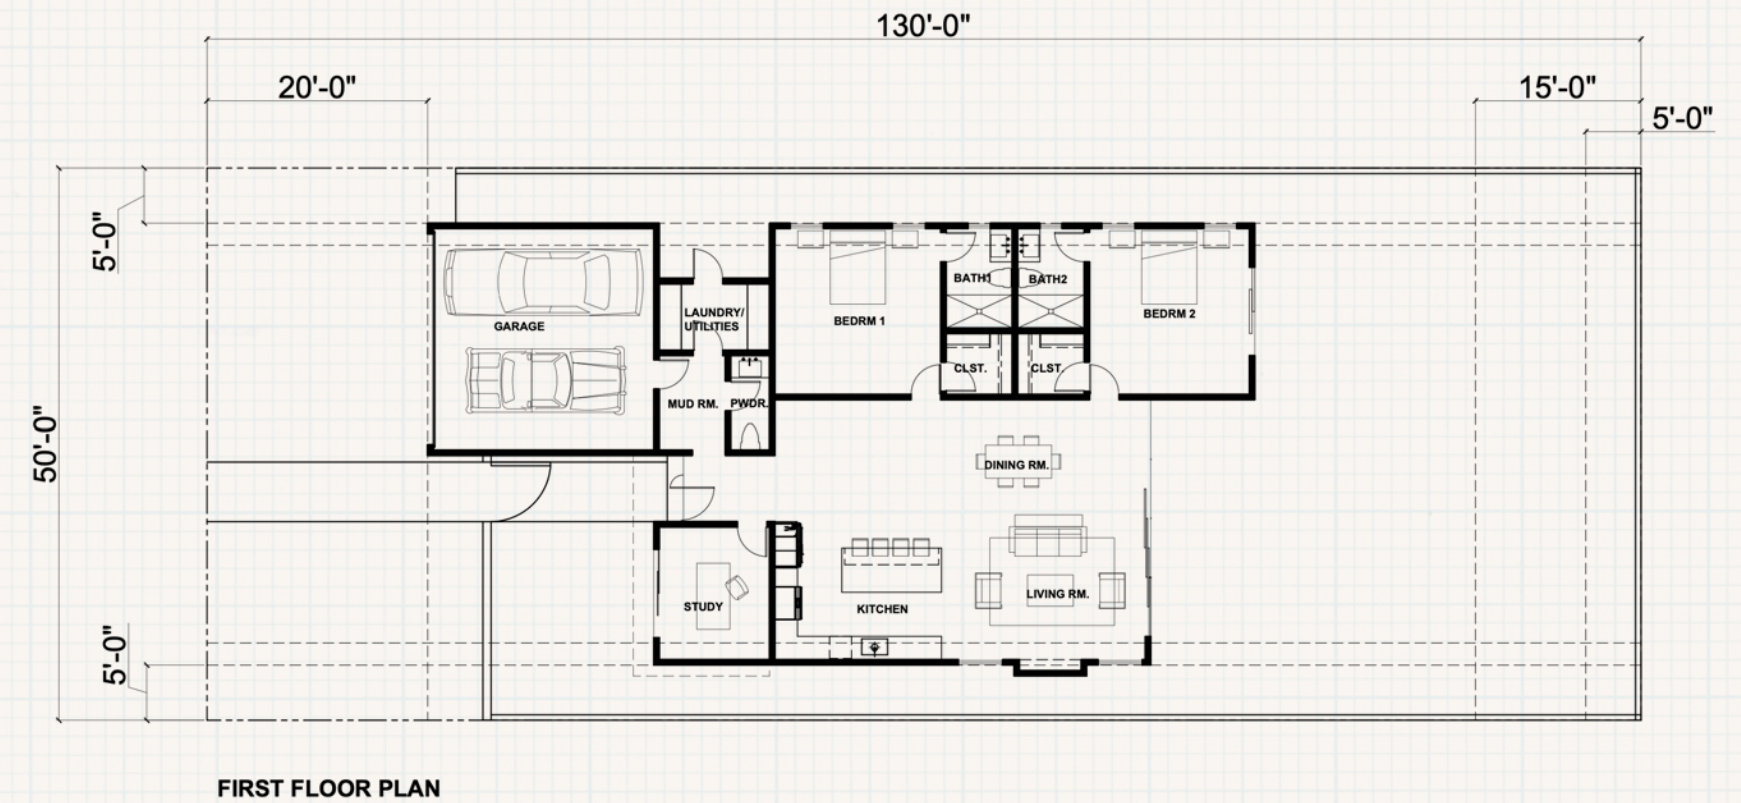 130'-0"
20'-0"
15'-0"
5'-0"
5'-0"
50'-0"
5'-0"
GARAGE
LAUNDRY/
UTILITIES
MUD RM.
PWDR.
BEDRM 1
BATH1
BATH2
BEDRM 2
CLST.
CLST.
DINING RM.
LIVING RM.
KITCHEN
STUDY
FIRST FLOOR PLAN